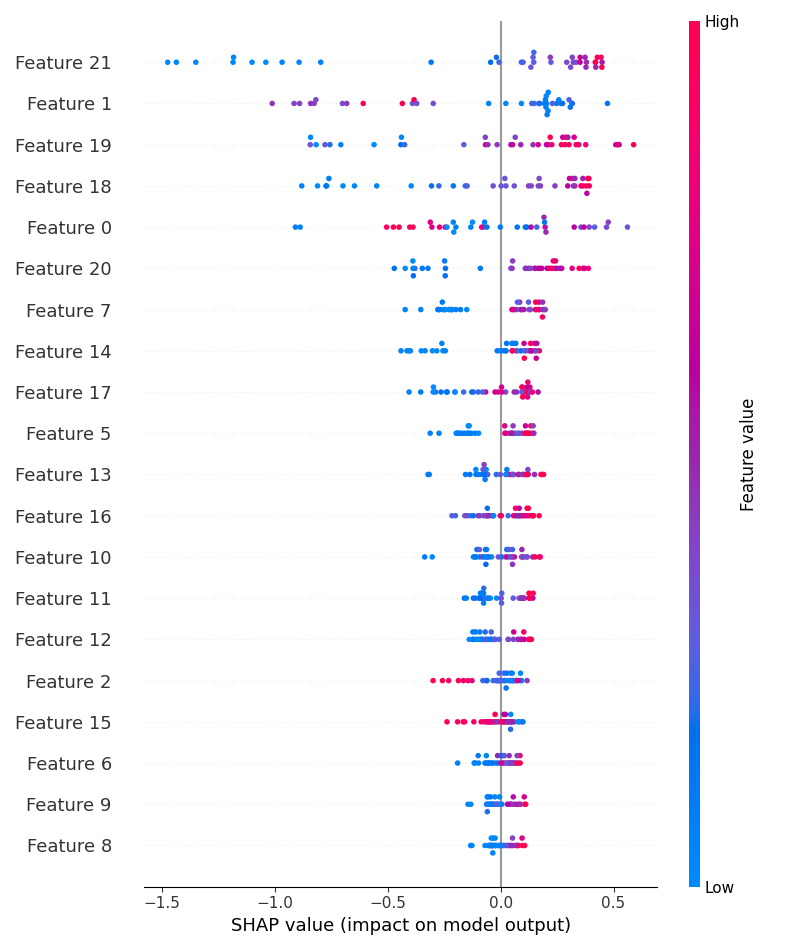 High
Feature 21
Feature 1
Feature 19
Feature 18
Feature 0
Feature 20
Feature 7
Feature 14
Feature 17
Feature 5
Feature 13
Feature 16
Feature 10
Feature 11
Feature 12
Feature 2
Feature 15
Feature 6
Feature 9
Feature 8
Feature value
Low
−1.5 −1.0 −0.5 0.0 0.5
SHAP value (impact on model output)